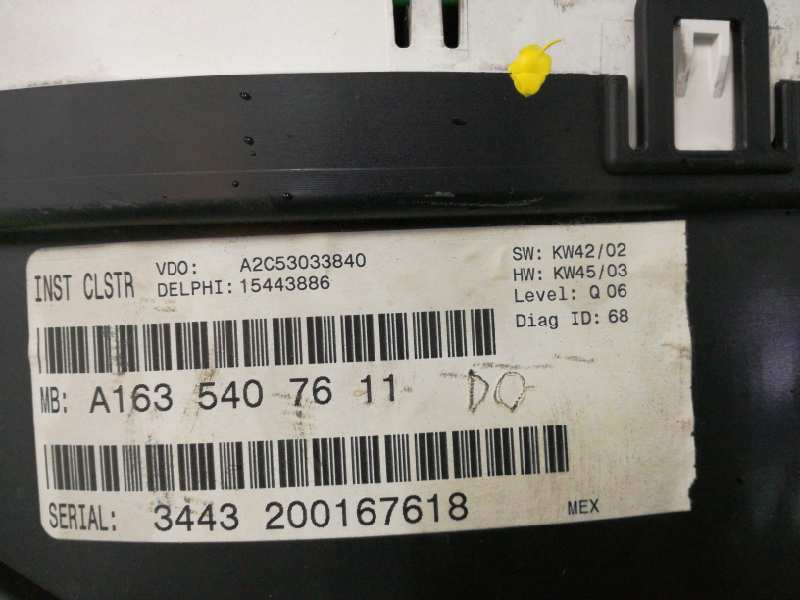 INST CLSTR
VDO: A2C53033840
DELPHI: 15443886
SW: KW42/02
HW: KW45/03
Level: Q 06
Diag ID: 68
MB: A163 540 76 11 DO
SERIAL: 3443 200167618
MEX